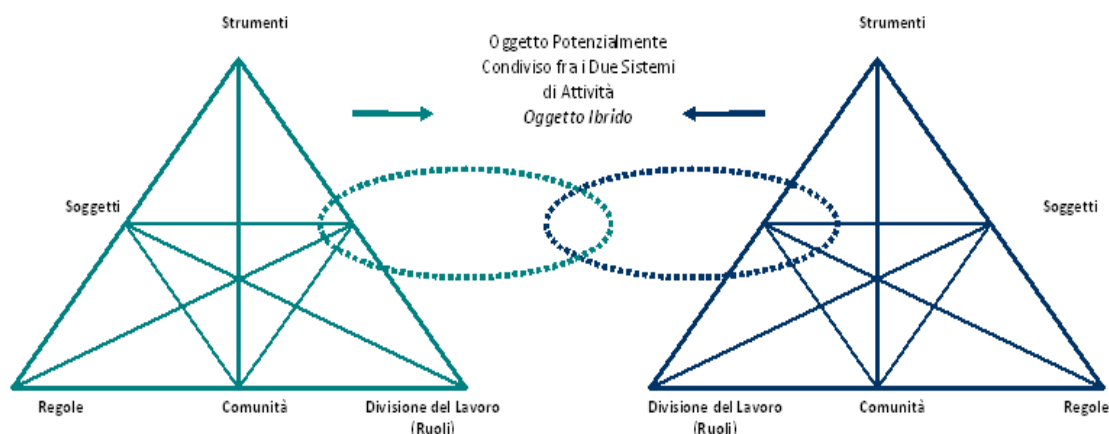 Strumenti
Strumenti
Oggetto Potenzialmente
Condiviso fra i Due Sistemi
di Attività
Oggetto Ibrido
Soggetti
Soggetti
Regole
Comunità
Divisione del Lavoro
(Ruoli)
Divisione del Lavoro
(Ruoli)
Comunità
Regole